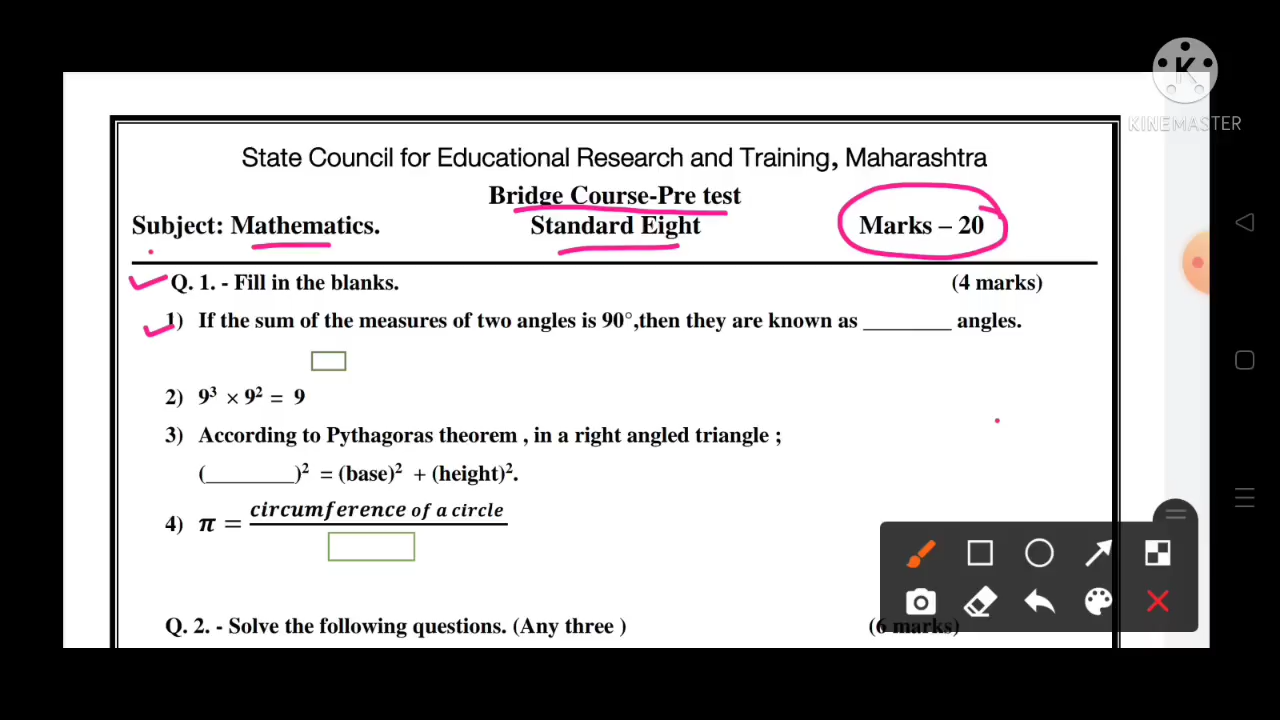 K
KINEMASTER
State Council for Educational Research and Training, Maharashtra
Bridge Course-Pre test
Subject: Mathematics. Standard Eight Marks – 20
Q. 1. - Fill in the blanks. (4 marks)
1) If the sum of the measures of two angles is 90°,then they are known as ________ angles.
2) 9³ × 9² = 9
3) According to Pythagoras theorem , in a right angled triangle ;
(________)² = (base)² + (height)².
4) π = circumference of a circle
Q. 2. - Solve the following questions. (Any three ) (6 marks)